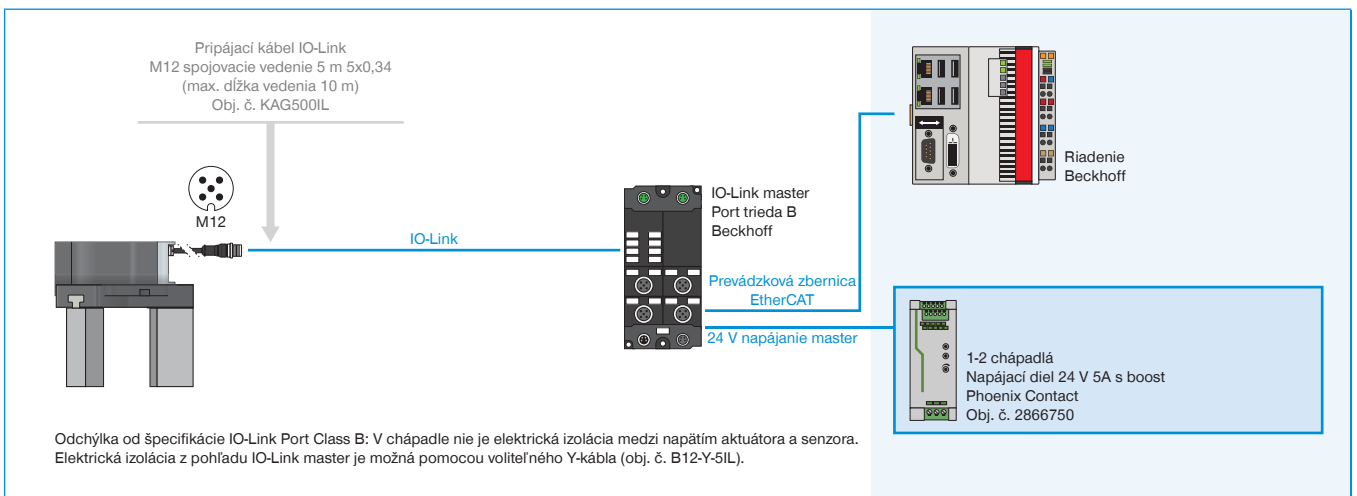 Pripájací kábel IO-Link
M12 spojovacie vedenie 5 m 5x0,34
(max. dĺžka vedenia 10 m)
Obj. č. KAG500IL
M12
IO-Link
IO-Link master
Port trieda B
Beckhoff
Riadenie
Beckhoff
Prevádzková zbernica
EtherCAT
24 V napájanie master
1-2 chápadlá
Napájací diel 24 V 5A s boost
Phoenix Contact
Obj. č. 2866750
Odchýlka od špecifikácie IO-Link Port Class B: V chápadle nie je elektrická izolácia medzi napätím aktuátora a senzora.
Elektrická izolácia z pohľadu IO-Link master je možná pomocou voliteľného Y-kábla (obj. č. B12-Y-5IL).